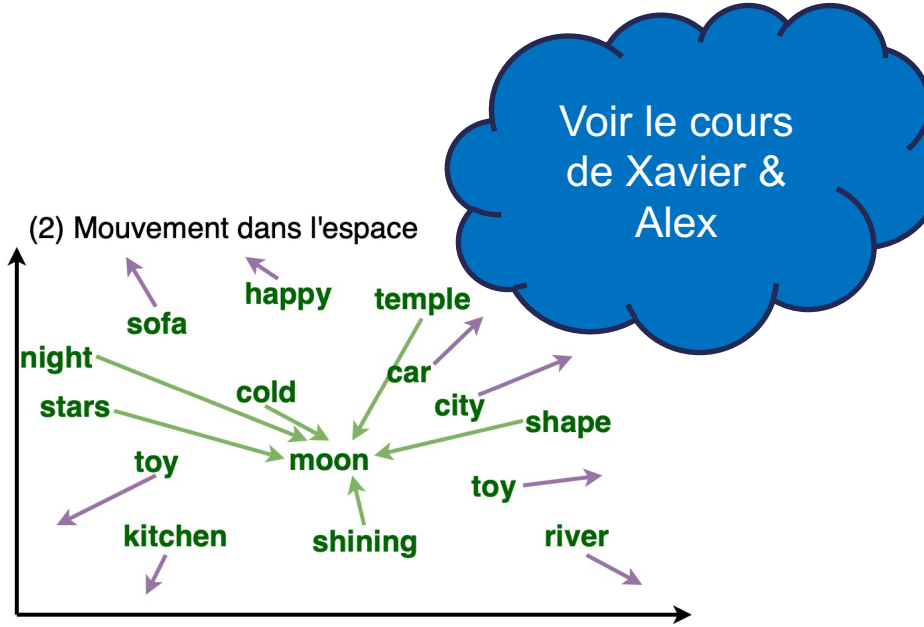 Voir le cours
de Xavier &
Alex
(2) Mouvement dans l'espace
happy
temple
sofa
night
car
cold
city
stars
shape
moon
toy
toy
kitchen
shining
river